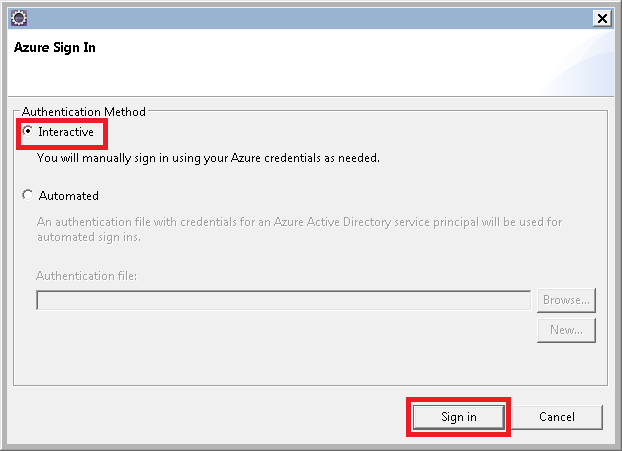 Azure Sign In
Authentication Method
Interactive
You will manually sign in using your Azure credentials as needed.
Automated
An authentication file with credentials for an Azure Active Directory service principal will be used for
automated sign ins.
Authentication file:
Browse...
New...
Sign in
Cancel